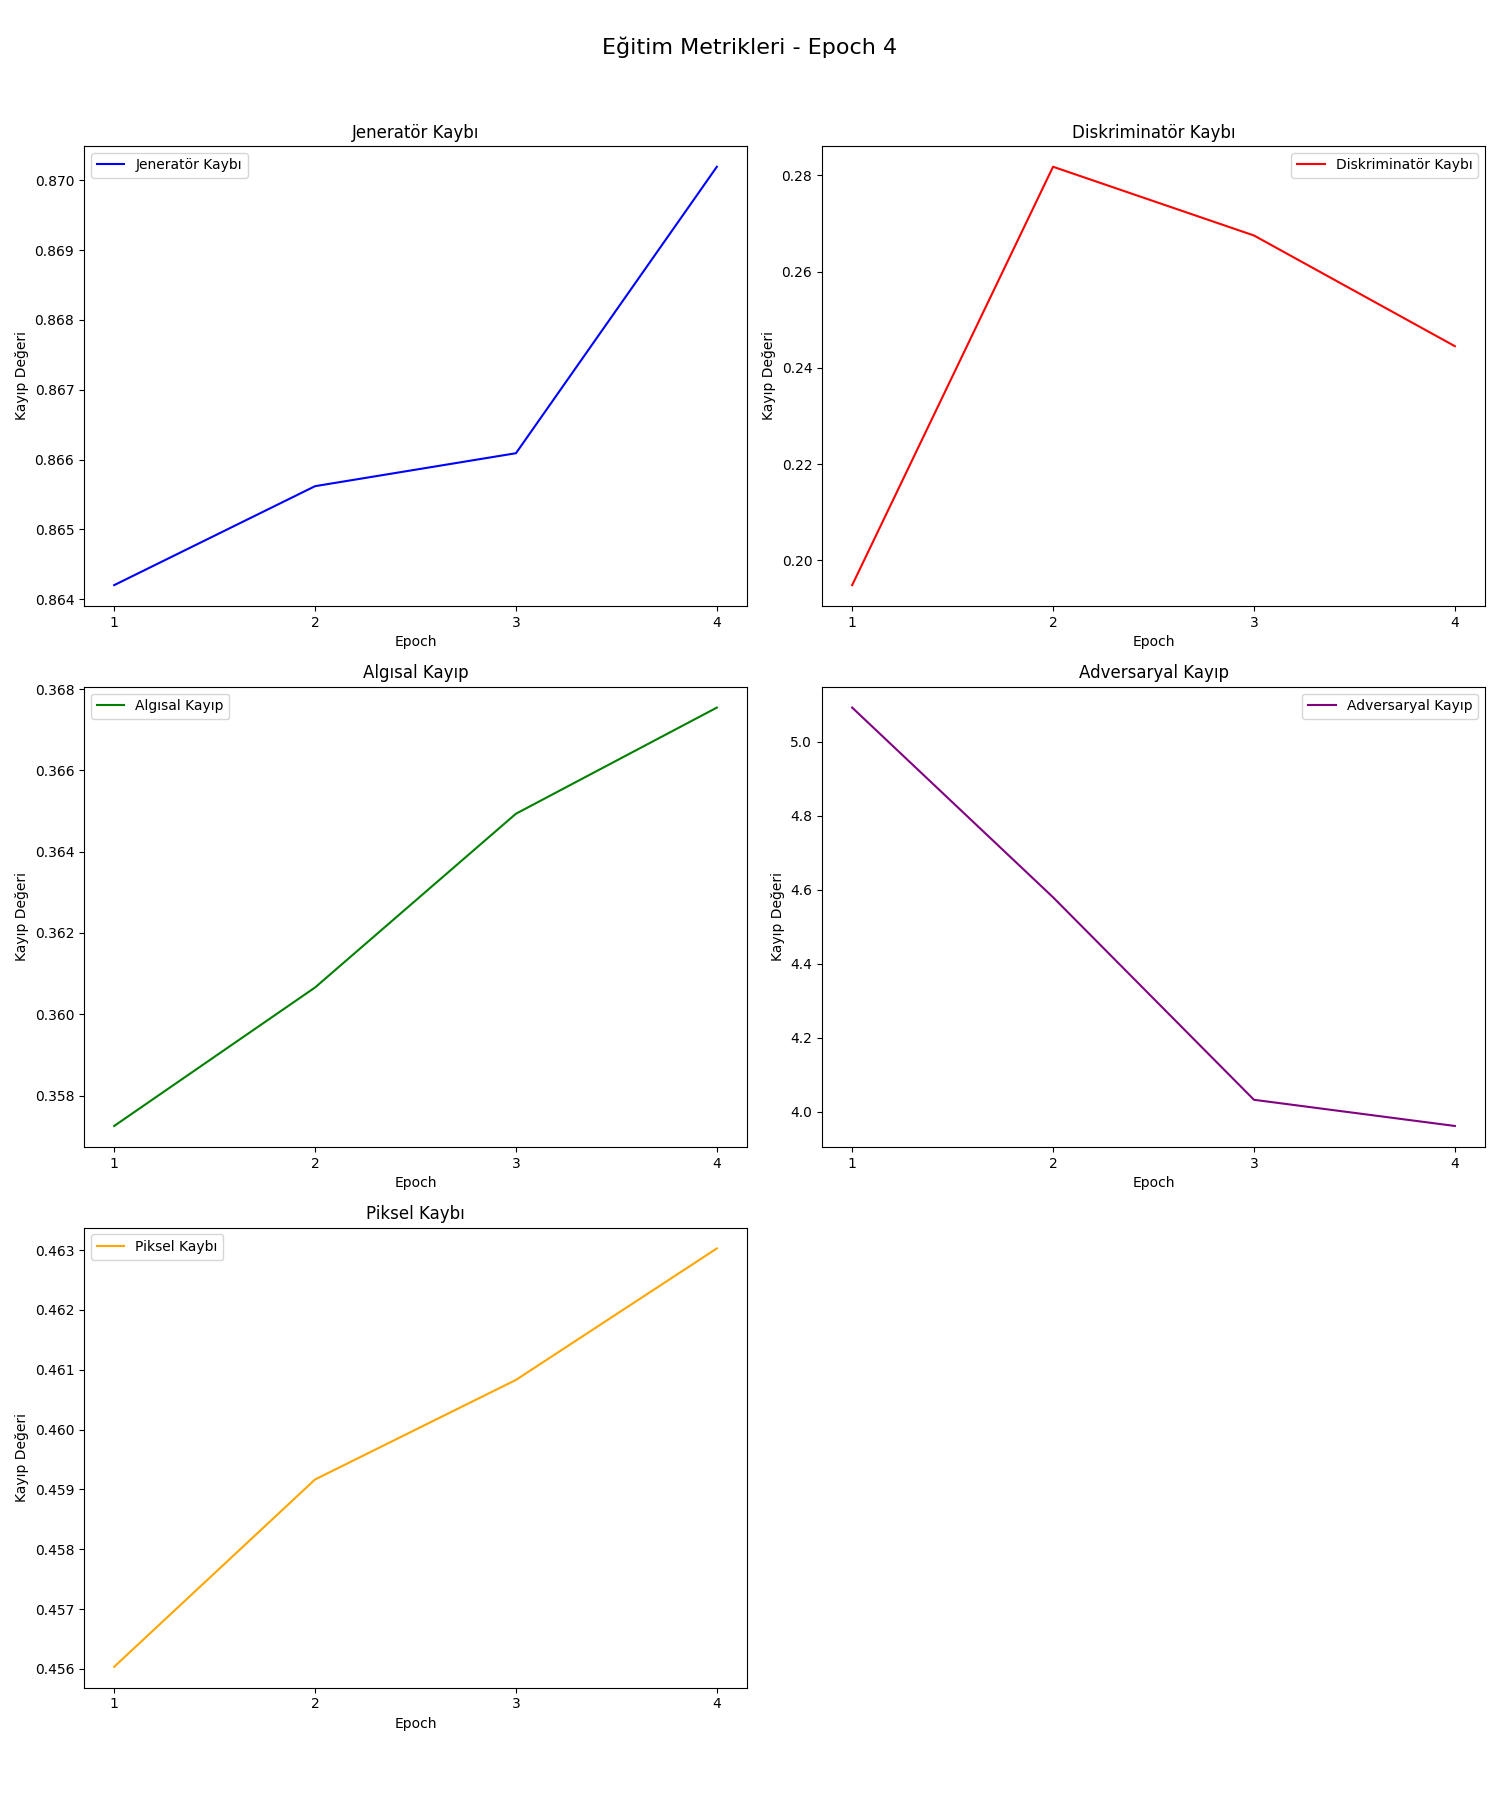 Eğitim Metrikleri - Epoch 4
Jeneratör Kaybı
Jeneratör Kaybı
0.870
0.869
0.868
0.867
0.866
0.865
0.864
Kayıp Değeri
1 2 3 4
Epoch
Diskriminatör Kaybı
Diskriminatör Kaybı
0.28
0.26
0.24
0.22
0.20
Kayıp Değeri
1 2 3 4
Epoch
Algısal Kayıp
Algısal Kayıp
0.368
0.366
0.364
0.362
0.360
0.358
Kayıp Değeri
1 2 3 4
Epoch
Adversaryal Kayıp
Adversaryal Kayıp
5.0
4.8
4.6
4.4
4.2
4.0
Kayıp Değeri
1 2 3 4
Epoch
Piksel Kaybı
Piksel Kaybı
0.463
0.462
0.461
0.460
0.459
0.458
0.457
0.456
Kayıp Değeri
1 2 3 4
Epoch